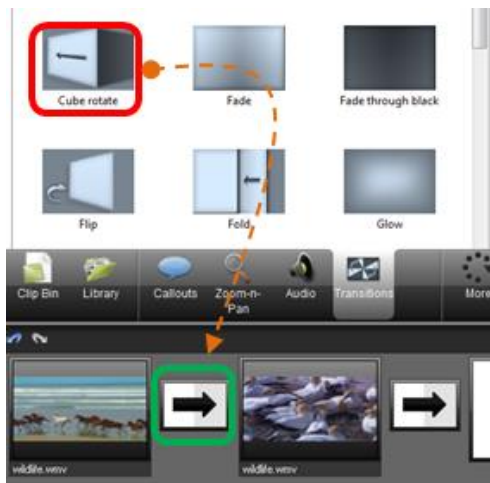 Cube rotate
Fade
Fade through black
Flip
Fold
Glow
Clip Bin
Library
Callouts
Zoom-n-
Pan
Audio
Transitions
More
wildlife.wmv
wildlife.wmv